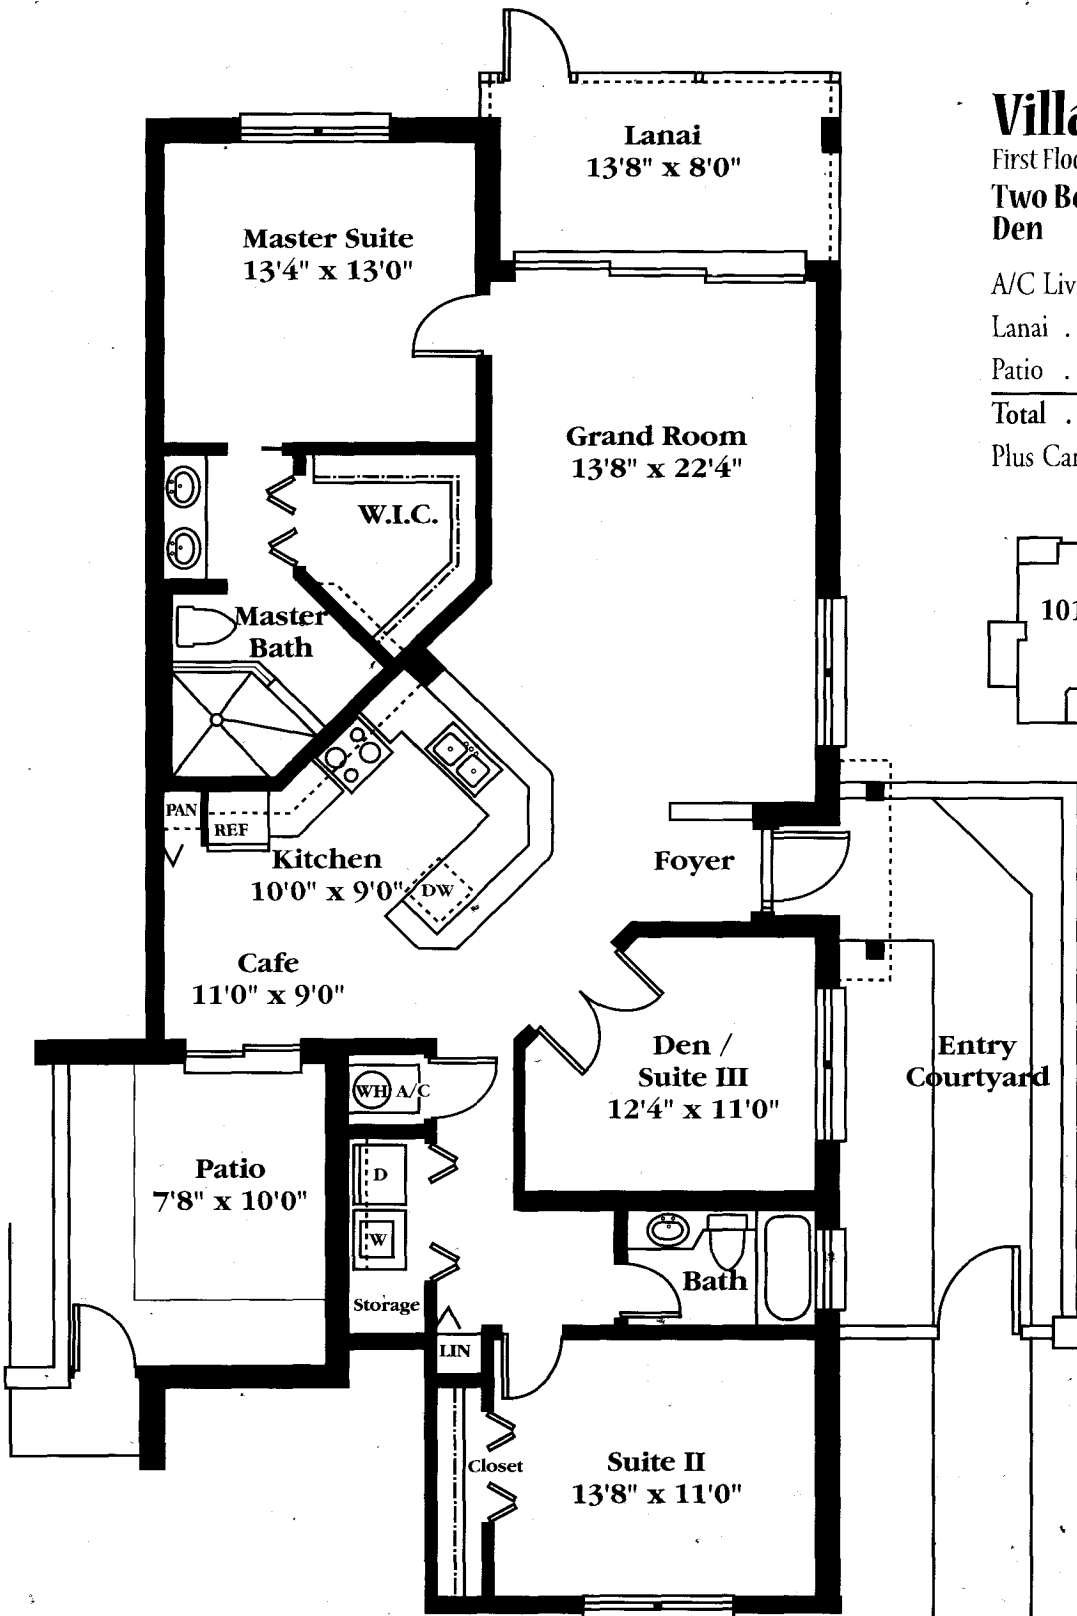 Lanai
13'8" x 8'0"
First Floo
Two Be
Den
Master Suite
13'4" x 13'0"
A/C Liv
Lanai .
Patio .
Total .
Plus Car
Grand Room
13'8" x 22'4"
W.I.C.
Master
Bath
101
PAN
REF
Kitchen
10'0" x 9'0"
DW
Foyer
Cafe
11'0" x 9'0"
Den /
Suite III
12'4" x 11'0"
Entry
Courtyard
WH A/C
Patio
7'8" x 10'0"
D
W
Storage
Bath
LIN
Closet
Suite II
13'8" x 11'0"